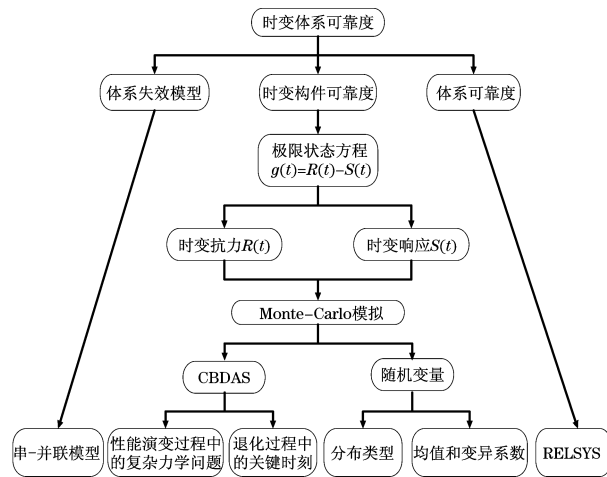 时变体系可靠度
体系失效模型
时变构件可靠度
体系可靠度
极限状态方程
g(t)=R(t)−S(t)
时变抗力R(t)
时变响应S(t)
Monte-Carlo模拟
CBDAS
随机变量
串-并联模型
性能演变过程中
的复杂力学问题
退化过程中
的关键时刻
分布类型
均值和变异系数
RELSYS